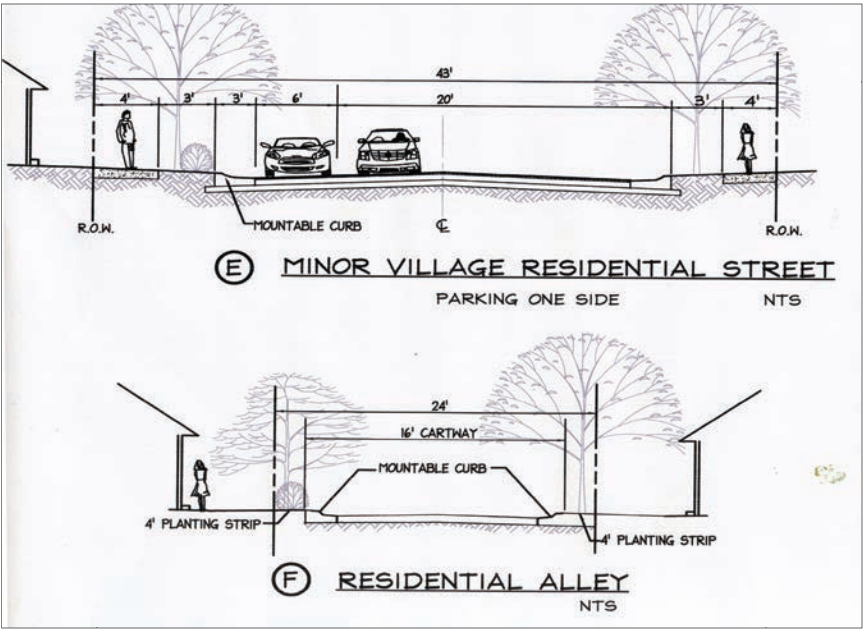 43'
4' 3' 3' 6' 20' 3' 4'
R.O.W. MOUNTABLE CURB ℄ R.O.W.
E MINOR VILLAGE RESIDENTIAL STREET
PARKING ONE SIDE NTS
24'
16' CARTWAY
MOUNTABLE CURB
4' PLANTING STRIP 4' PLANTING STRIP
F RESIDENTIAL ALLEY
NTS